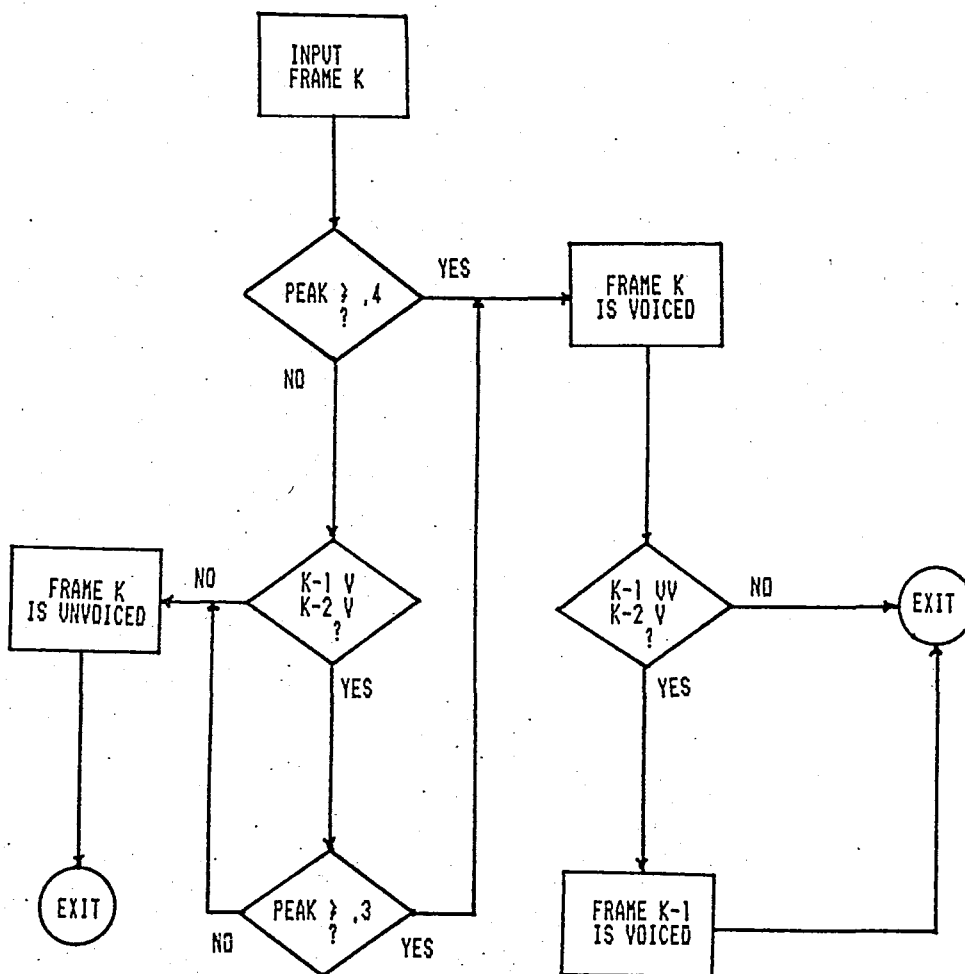 INPUT
FRAME K
PEAK ≥ .4
?
YES
NO
FRAME K
IS VOICED
K-1 V
K-2 V
?
NO
YES
FRAME K
IS UNVOICED
EXIT
PEAK ≥ .3
?
NO
YES
K-1 UV
K-2 V
?
NO
YES
EXIT
FRAME K-1
IS VOICED